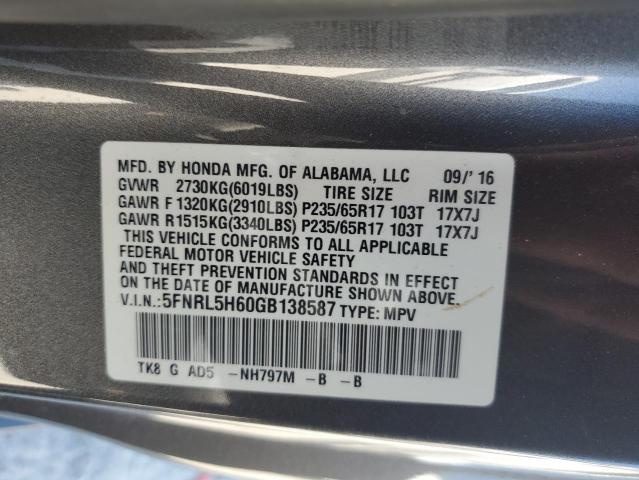 MFD. BY HONDA MFG. OF ALABAMA, LLC 09/' 16
GVWR 2730KG(6019LBS) TIRE SIZE RIM SIZE
GAWR F 1320KG(2910LBS) P235/65R17 103T 17X7J
GAWR R1515KG(3340LBS) P235/65R17 103T 17X7J
THIS VEHICLE CONFORMS TO ALL APPLICABLE
FEDERAL MOTOR VEHICLE SAFETY
AND THEFT PREVENTION STANDARDS IN EFFECT
ON THE DATE OF MANUFACTURE SHOWN ABOVE.
V.I.N.:5FNRL5H60GB138587 TYPE: MPV
TK8 G AD5 -NH797M -B -B